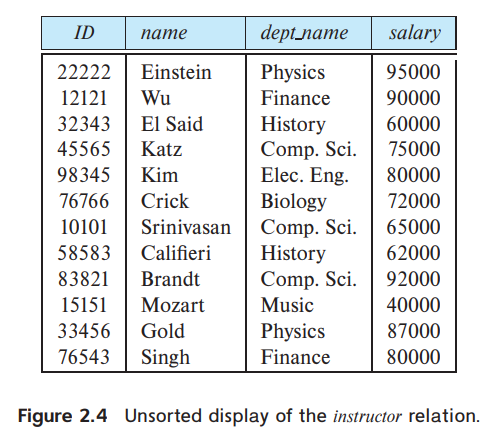 ID name dept_name salary
22222 Einstein Physics 95000
12121 Wu Finance 90000
32343 El Said History 60000
45565 Katz Comp. Sci. 75000
98345 Kim Elec. Eng. 80000
76766 Crick Biology 72000
10101 Srinivasan Comp. Sci. 65000
58583 Califieri History 62000
83821 Brandt Comp. Sci. 92000
15151 Mozart Music 40000
33456 Gold Physics 87000
76543 Singh Finance 80000
Figure 2.4 Unsorted display of the instructor relation.